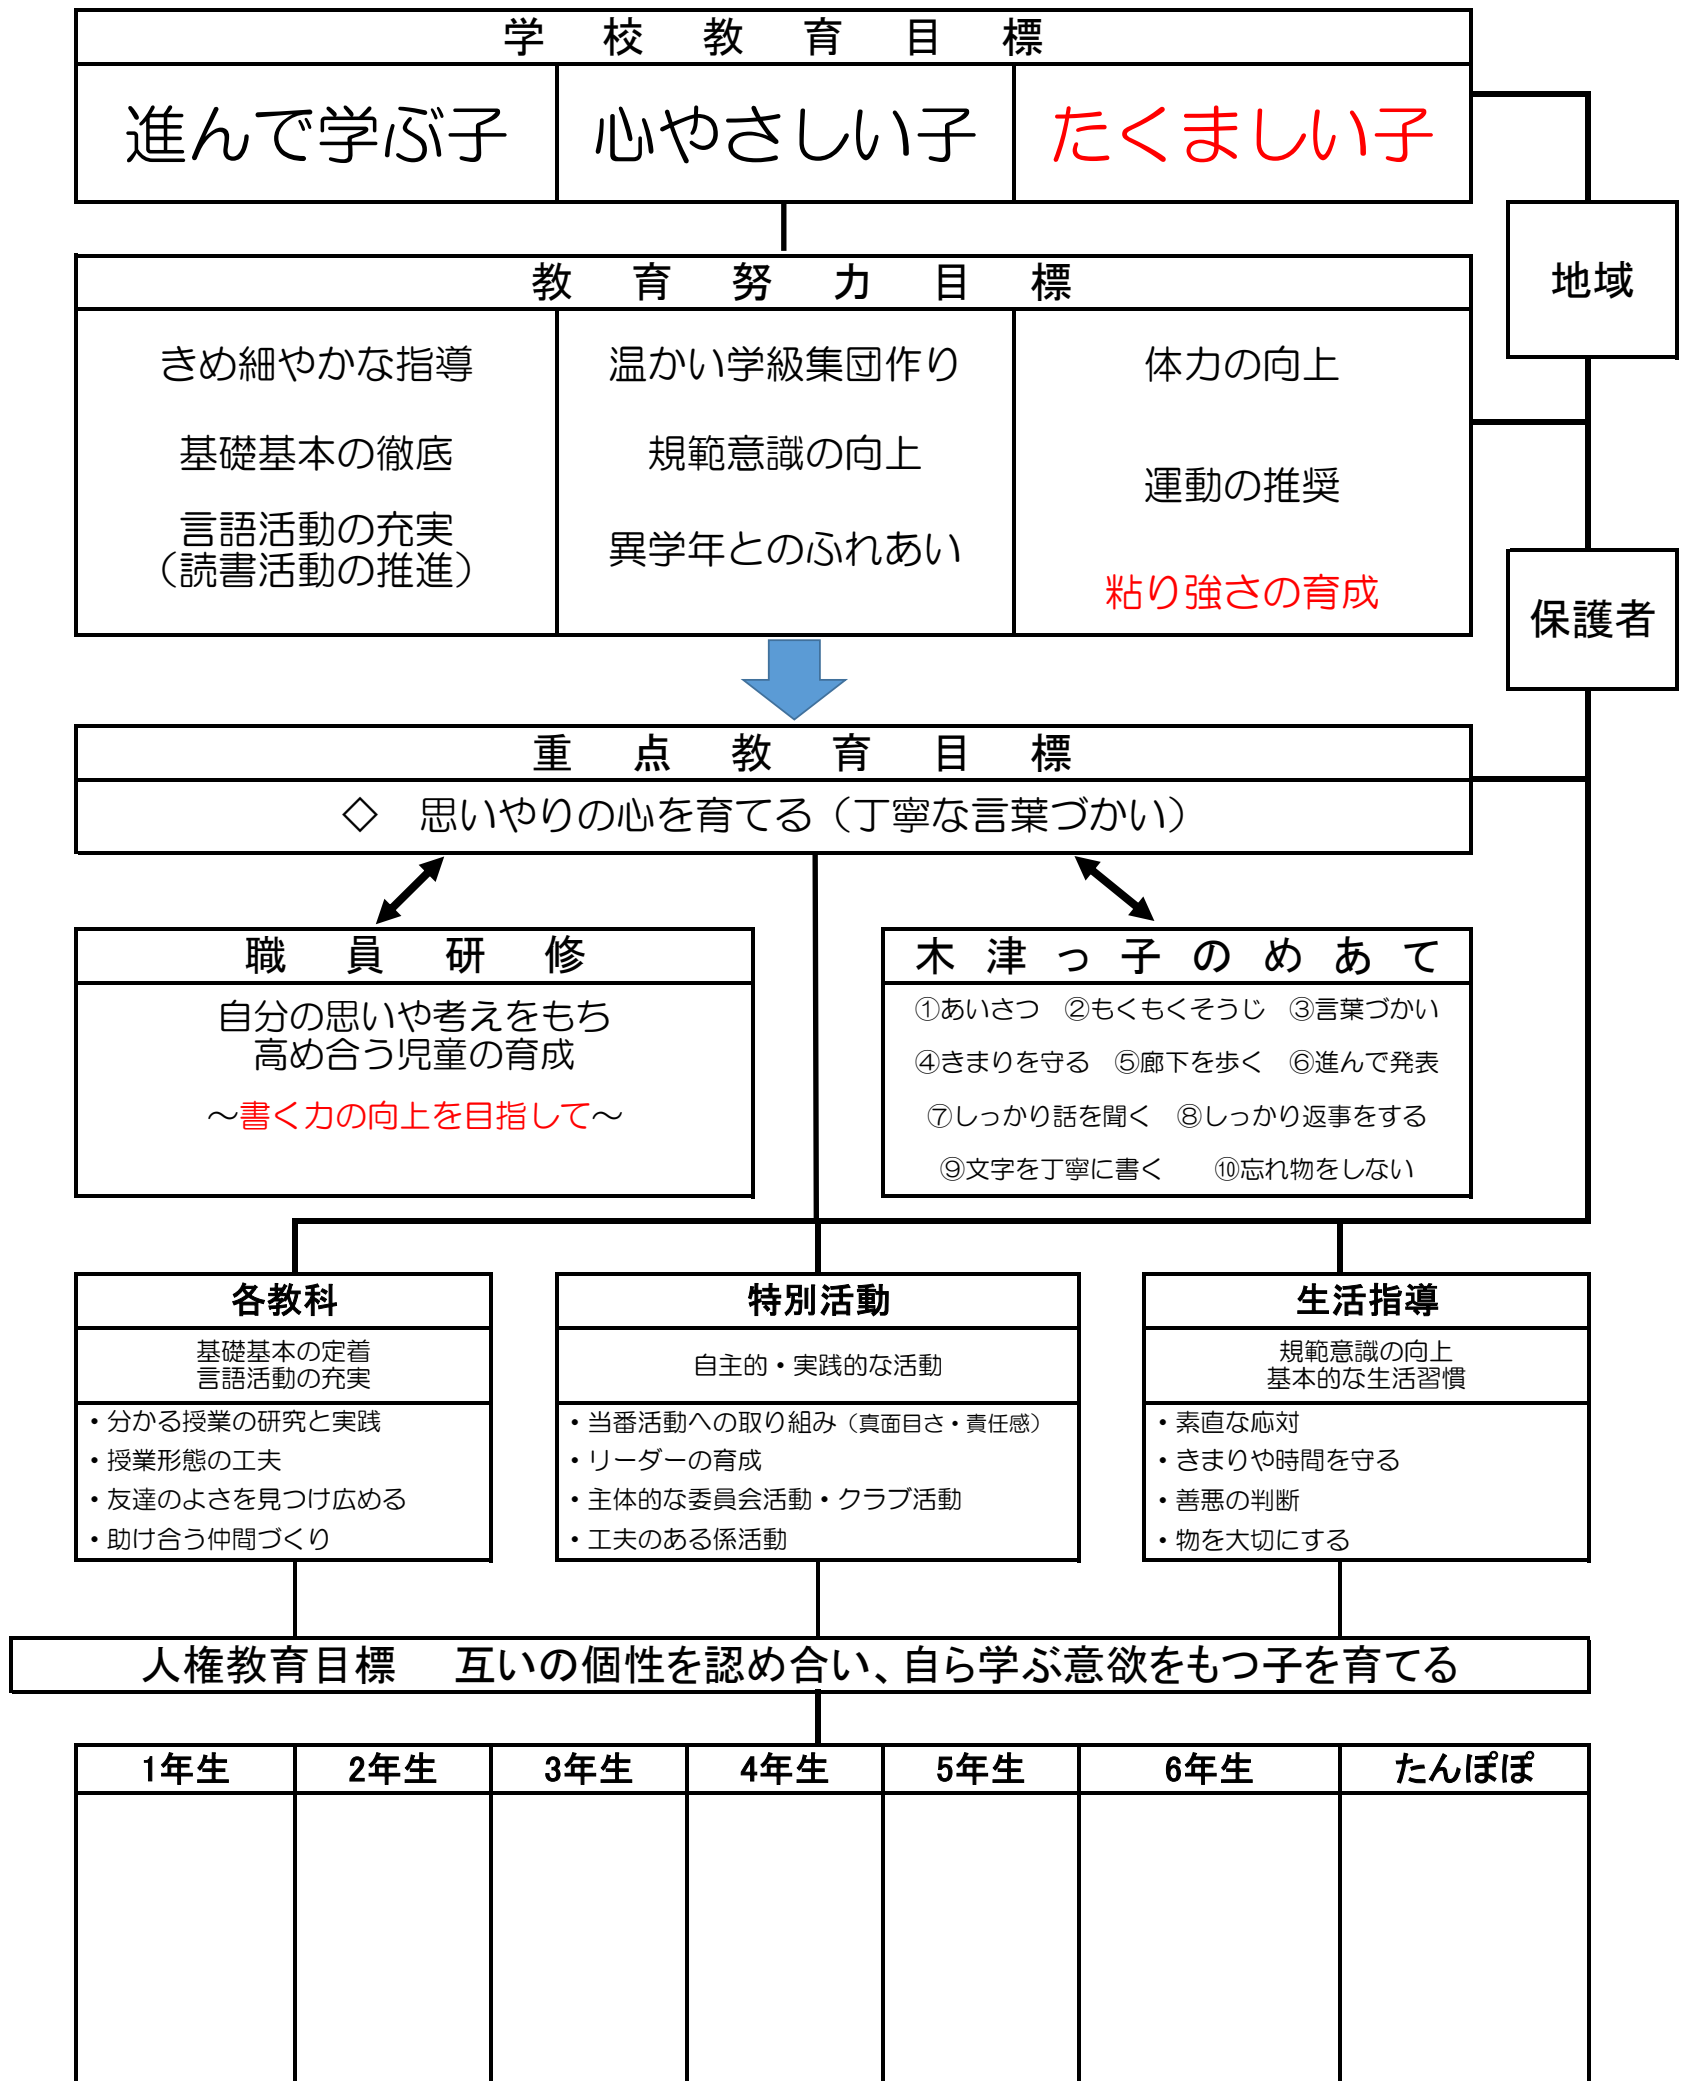 学校教育目標
進んで学ぶ子
心やさしい子
たくましい子
地域
教育努力目標
きめ細やかな指導
基礎基本の徹底
言語活動の充実
（読書活動の推進）
温かい学級集団作り
規範意識の向上
異学年とのふれあい
体力の向上
運動の推奨
粘り強さの育成
保護者
重点教育目標
◇　思いやりの心を育てる（丁寧な言葉づかい）
職員研修
自分の思いや考えをもち
高め合う児童の育成
～書く力の向上を目指して～
木津っ子のめあて
①あいさつ　②もくもくそうじ　③言葉づかい
④きまりを守る　⑤廊下を歩く　⑥進んで発表
⑦しっかり話を聞く　⑧しっかり返事をする
⑨文字を丁寧に書く　　⑩忘れ物をしない
各教科
基礎基本の定着
言語活動の充実
・分かる授業の研究と実践
・授業形態の工夫
・友達のよさを見つけ広める
・助け合う仲間づくり
特別活動
自主的・実践的な活動
・当番活動への取り組み（真面目さ・責任感）
・リーダーの育成
・主体的な委員会活動・クラブ活動
・工夫のある係活動
生活指導
規範意識の向上
基本的な生活習慣
・素直な応対
・きまりや時間を守る
・善悪の判断
・物を大切にする
人権教育目標　互いの個性を認め合い、自ら学ぶ意欲をもつ子を育てる
1年生
2年生
3年生
4年生
5年生
6年生
たんぽぽ